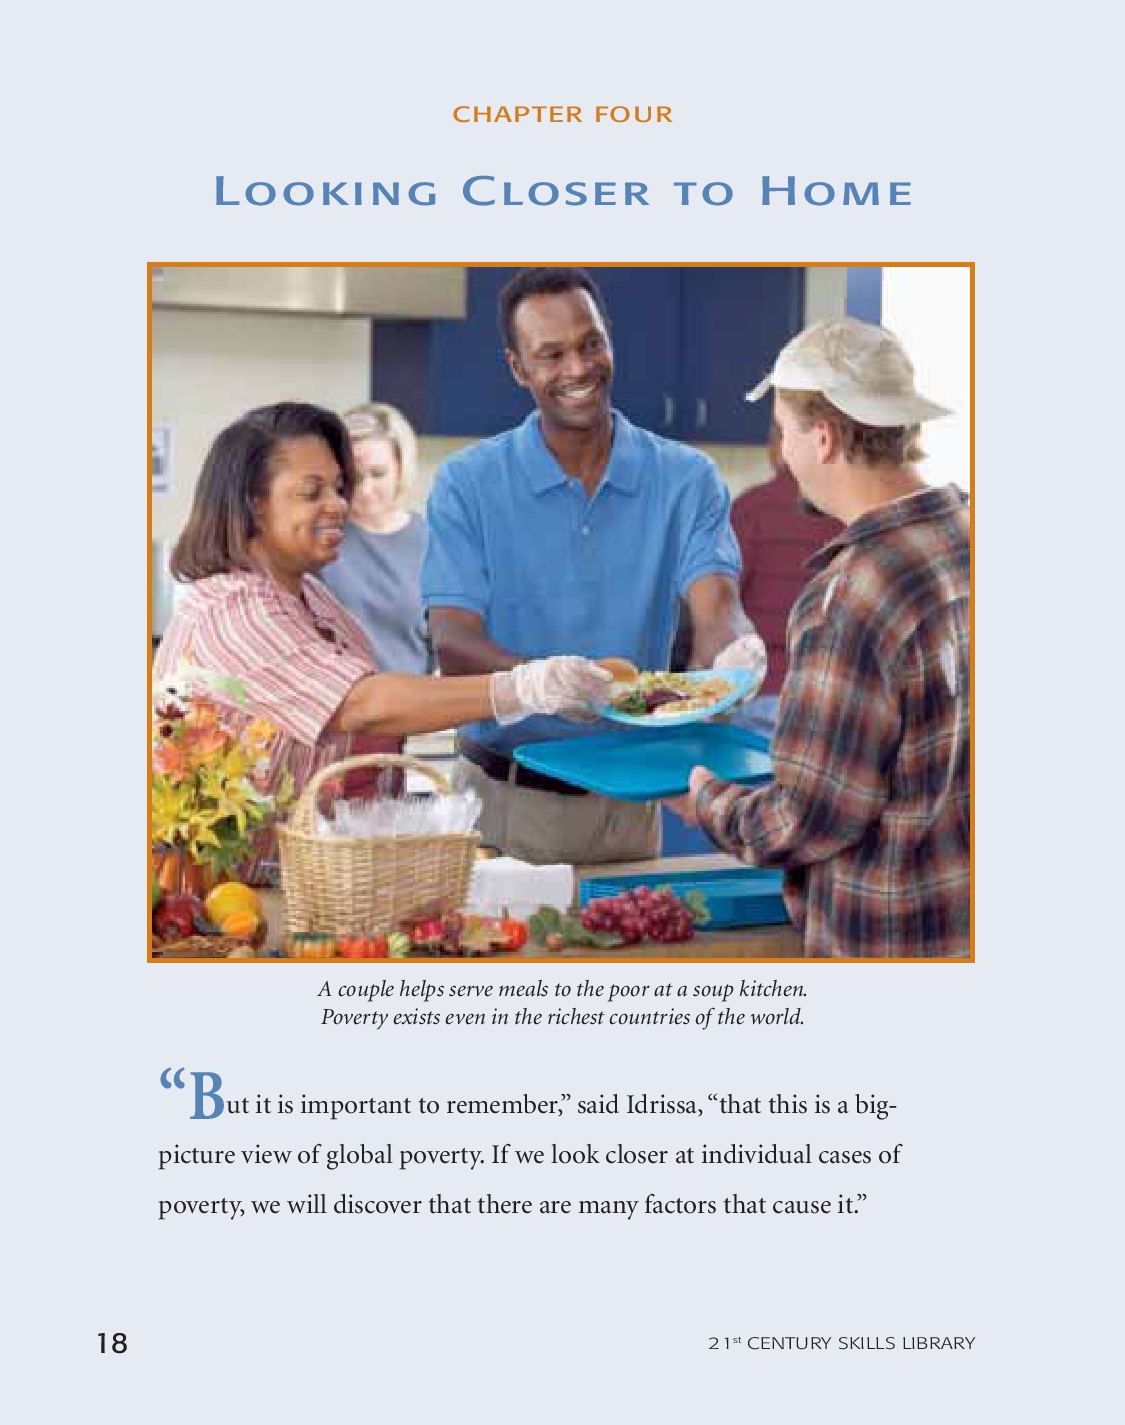 CHAPTER FOUR
LOOKING CLOSER TO HOME
A couple helps serve meals to the poor at a soup kitchen.
Poverty exists even in the richest countries of the world.
“But it is important to remember,” said Idrissa, “that this is a big-
picture view of global poverty. If we look closer at individual cases of
poverty, we will discover that there are many factors that cause it.”
18
21st CENTURY SKILLS LIBRARY